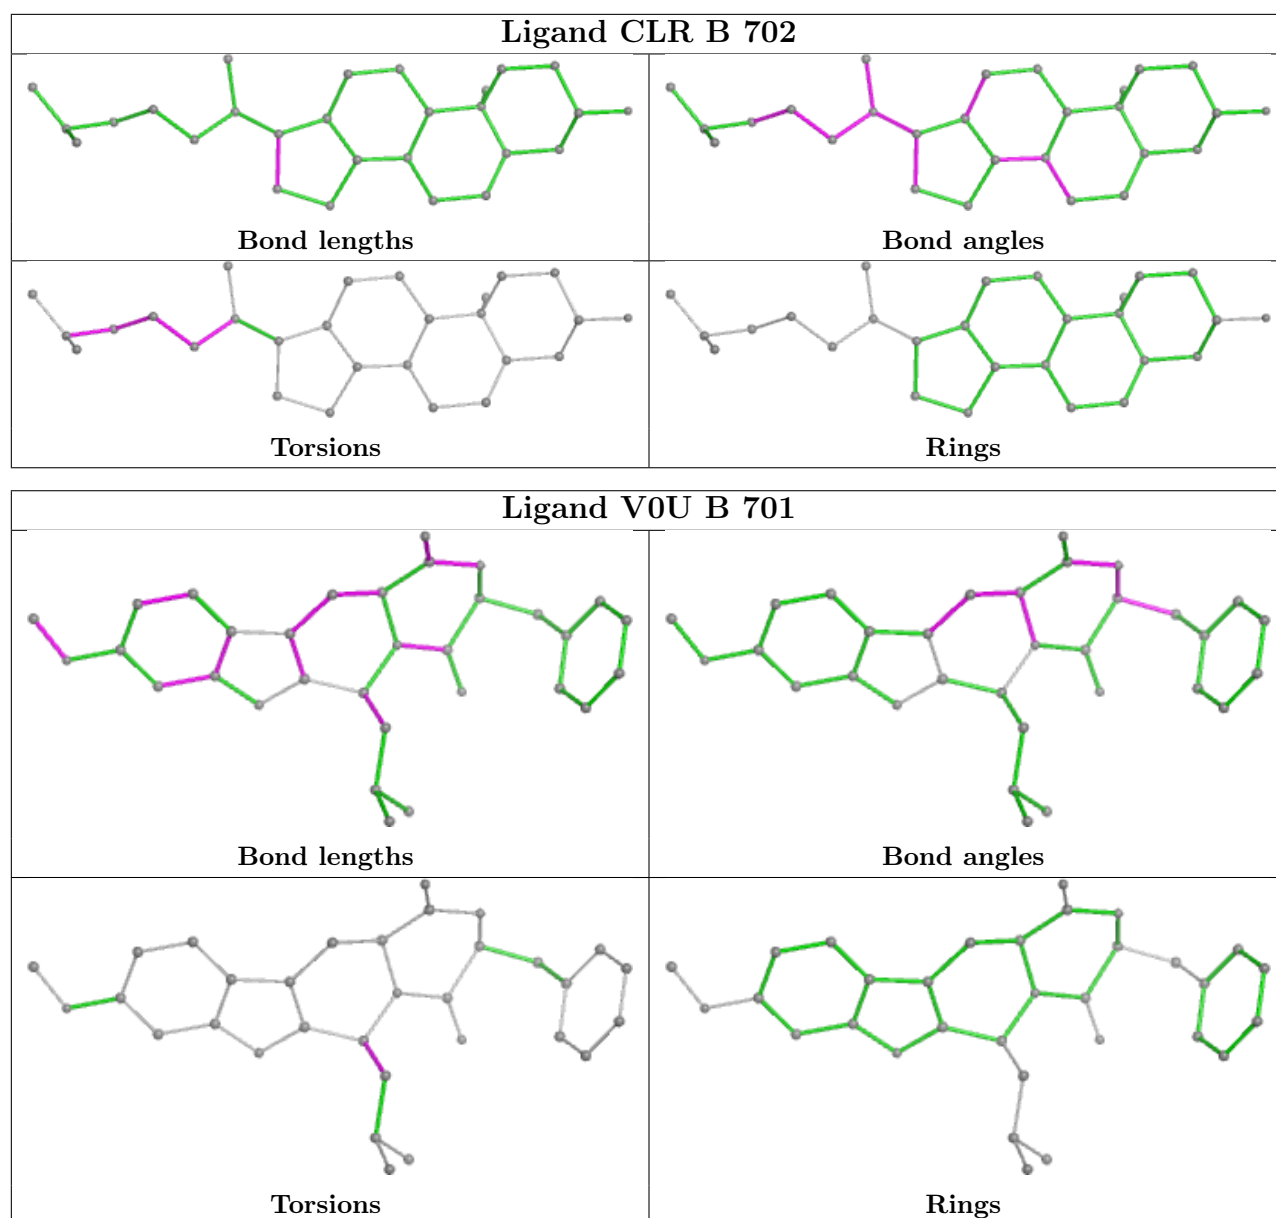 Ligand CLR B 702
Bond lengths
Bond angles
Torsions
Rings
Ligand V0U B 701
Bond lengths
Bond angles
Torsions
Rings